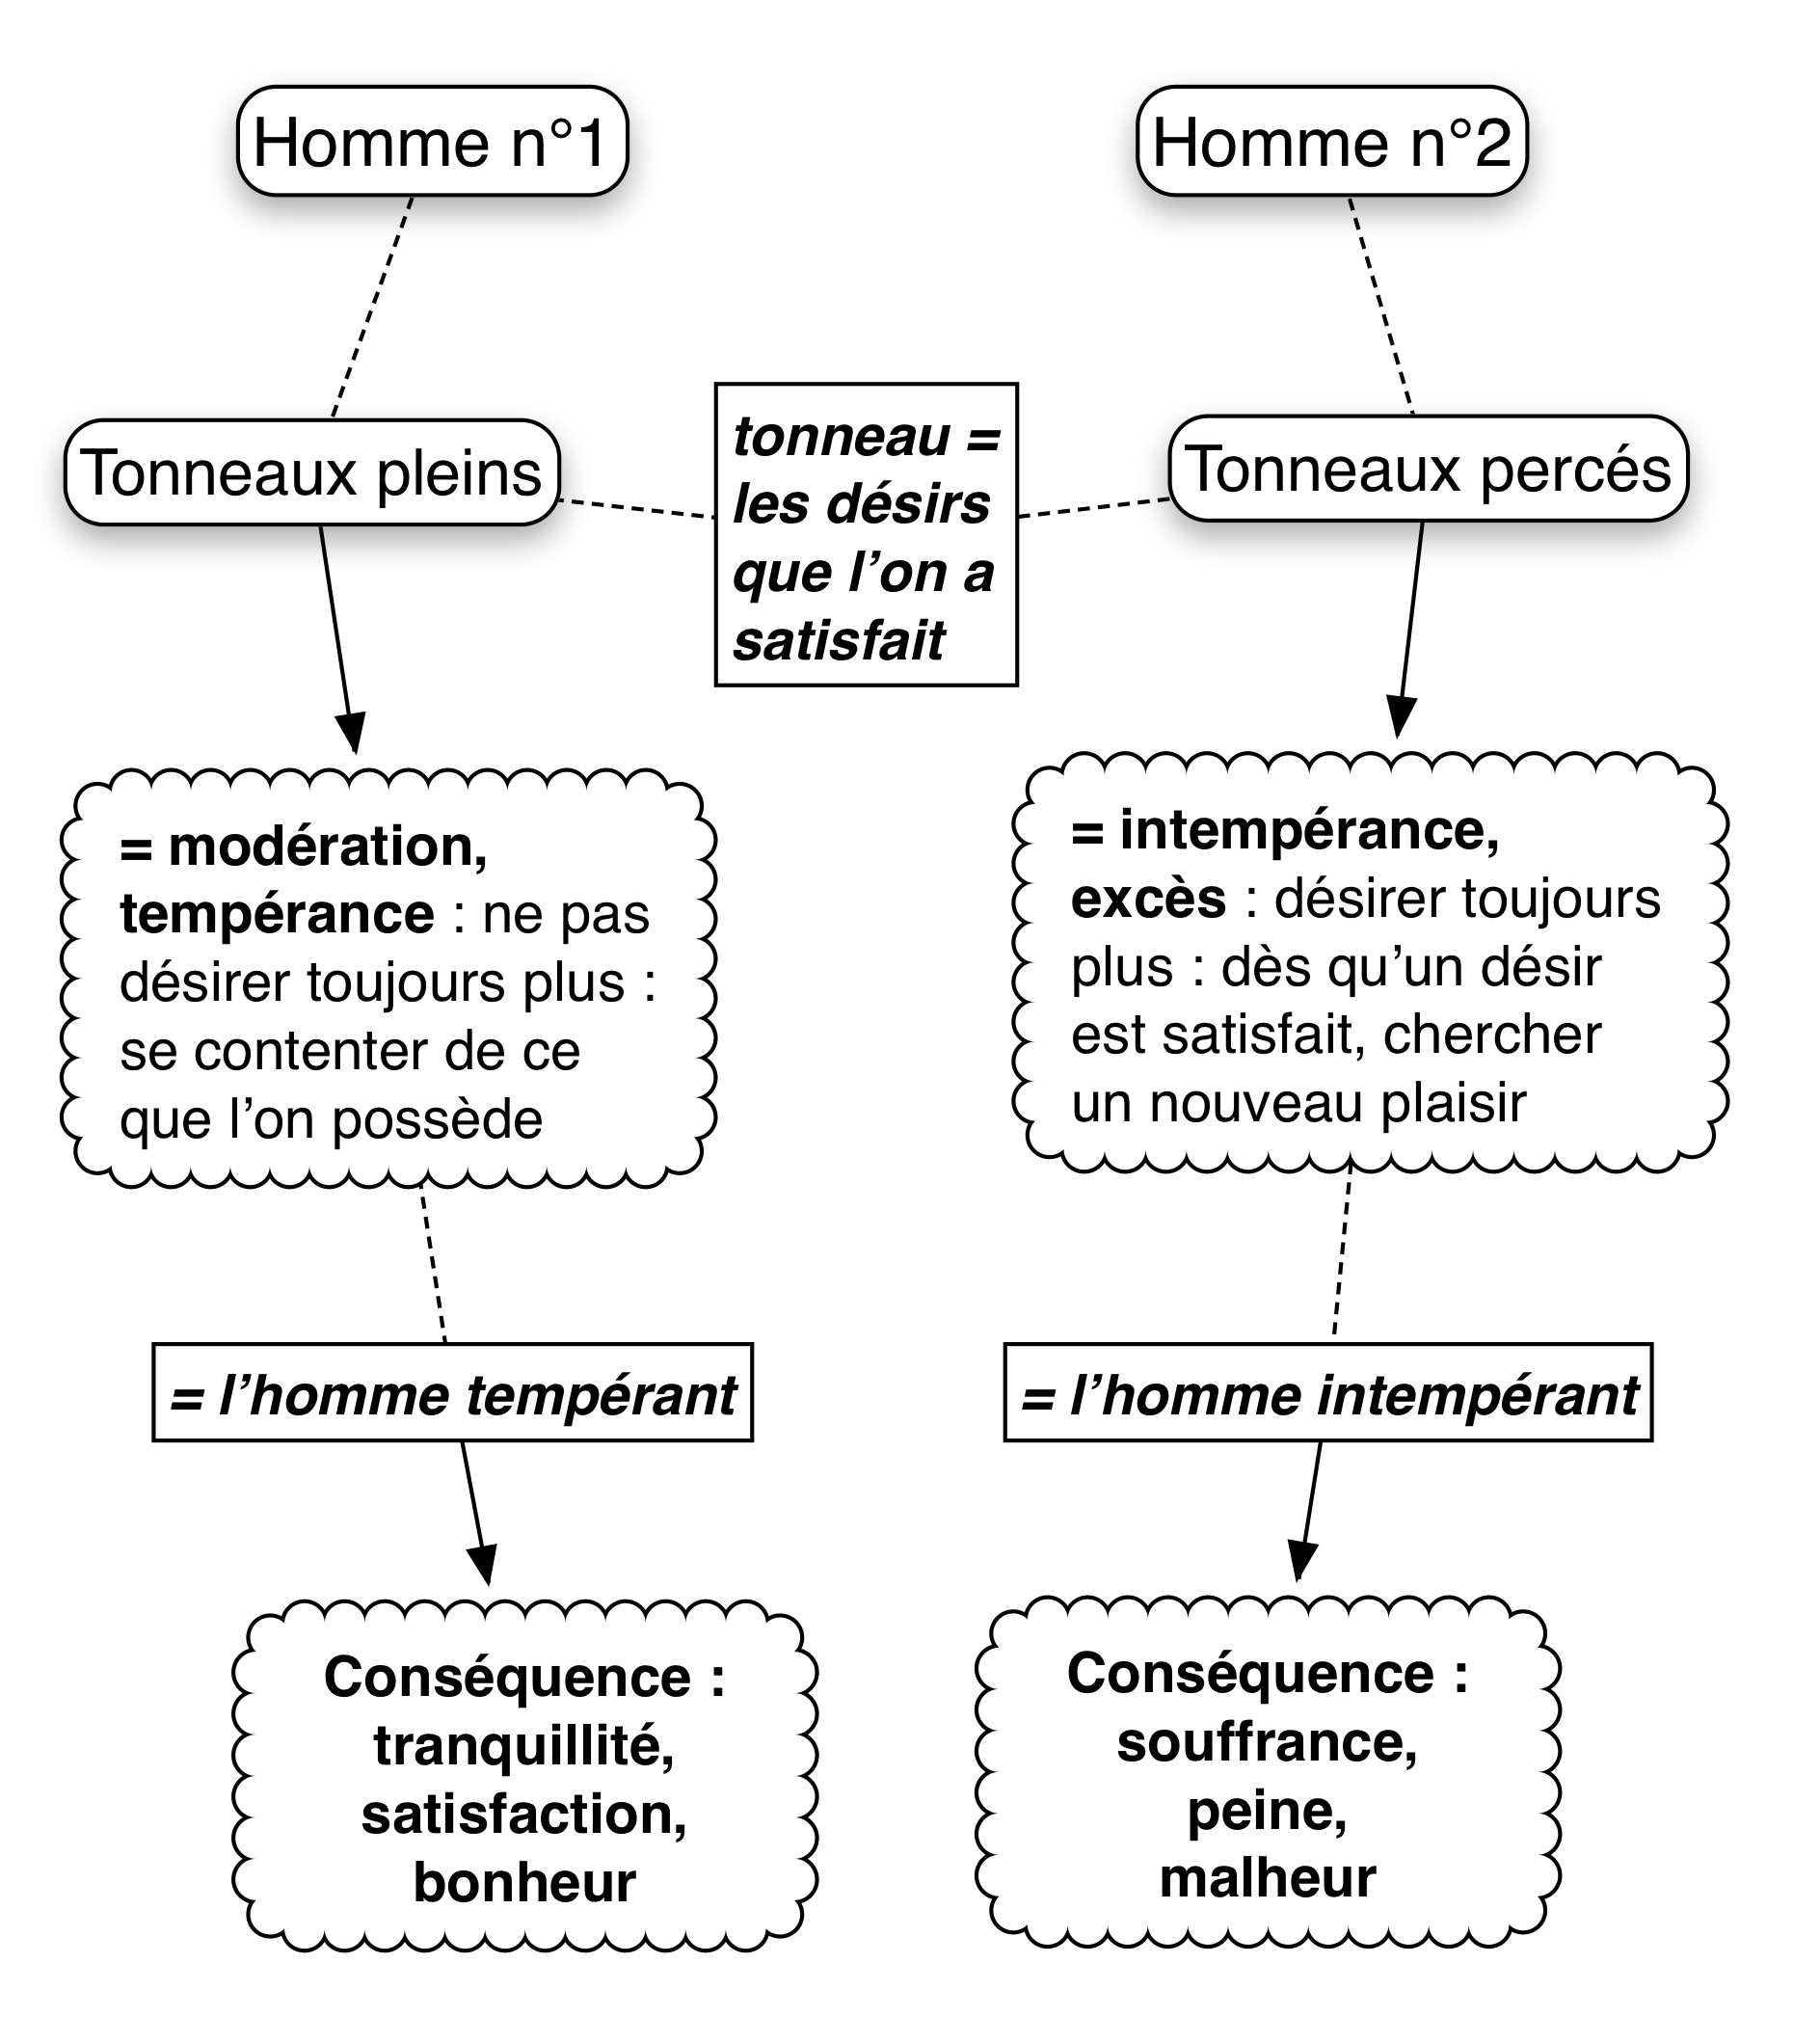 Homme n°1
Homme n°2
Tonneaux pleins
tonneau =
les désirs
que l’on a
satisfait
Tonneaux percés
= modération,
tempérance : ne pas
désirer toujours plus :
se contenter de ce
que l’on possède
= intempérance,
excès : désirer toujours
plus : dès qu’un désir
est satisfait, chercher
un nouveau plaisir
= l’homme tempérant
= l’homme intempérant
Conséquence :
tranquillité,
satisfaction,
bonheur
Conséquence :
souffrance,
peine,
malheur